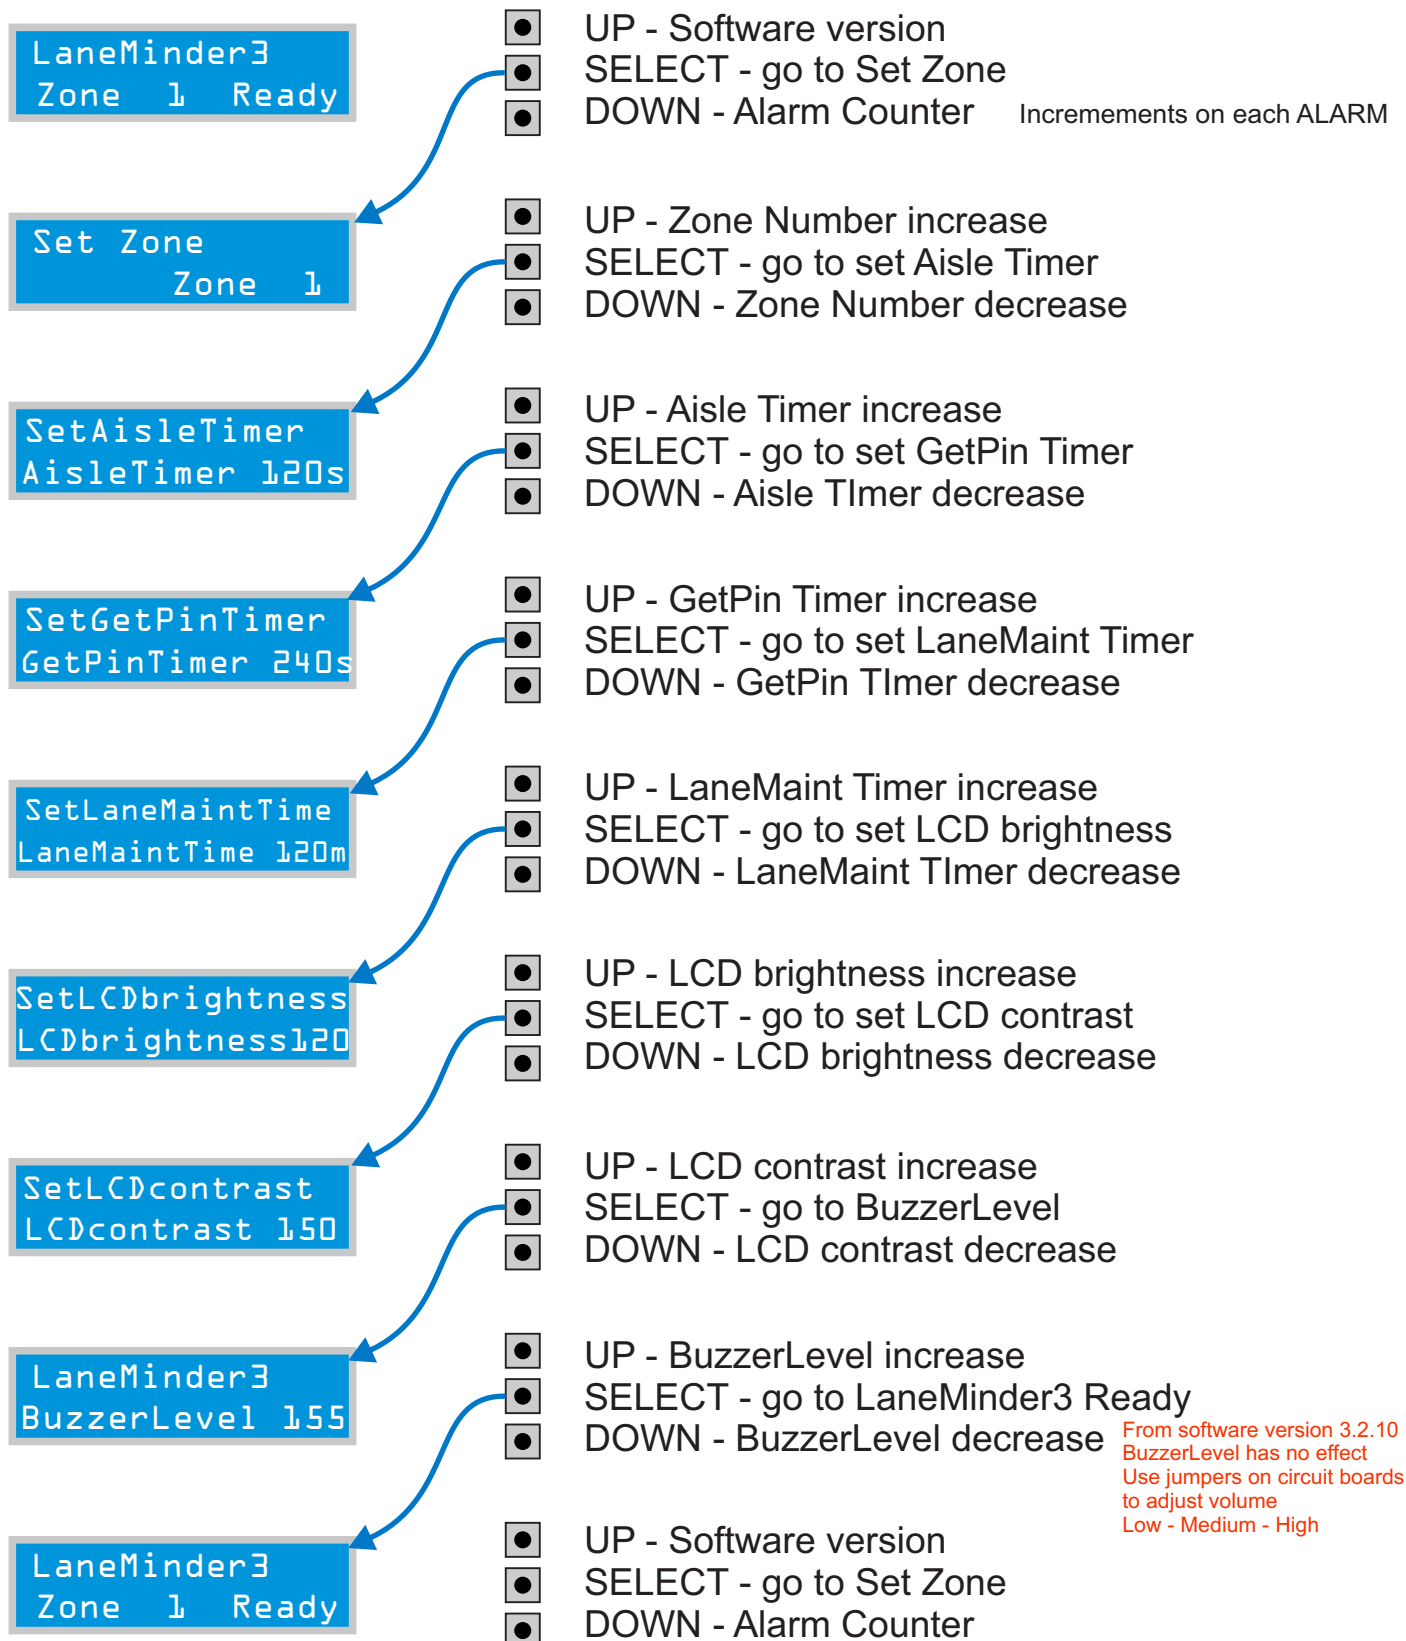 LaneMinder3
Zone 1 Ready
UP - Software version
SELECT - go to Set Zone
DOWN - Alarm Counter
Incremements on each ALARM
Set Zone
Zone 1
UP - Zone Number increase
SELECT - go to set Aisle Timer
DOWN - Zone Number decrease
SetAisleTimer
AisleTimer 120s
UP - Aisle Timer increase
SELECT - go to set GetPin Timer
DOWN - Aisle TImer decrease
SetGetPinTimer
GetPinTimer 240s
UP - GetPin Timer increase
SELECT - go to set LaneMaint Timer
DOWN - GetPin TImer decrease
SetLaneMaintTime
LaneMaintTime 120m
UP - LaneMaint Timer increase
SELECT - go to set LCD brightness
DOWN - LaneMaint TImer decrease
SetLCDbrightness
LCDbrightness120
UP - LCD brightness increase
SELECT - go to set LCD contrast
DOWN - LCD brightness decrease
SetLCDcontrast
LCDcontrast 150
UP - LCD contrast increase
SELECT - go to BuzzerLevel
DOWN - LCD contrast decrease
LaneMinder3
BuzzerLevel 155
UP - BuzzerLevel increase
SELECT - go to LaneMinder3 Ready
DOWN - BuzzerLevel decrease
From software version 3.2.10
BuzzerLevel has no effect
Use jumpers on circuit boards
to adjust volume
Low - Medium - High
LaneMinder3
Zone 1 Ready
UP - Software version
SELECT - go to Set Zone
DOWN - Alarm Counter